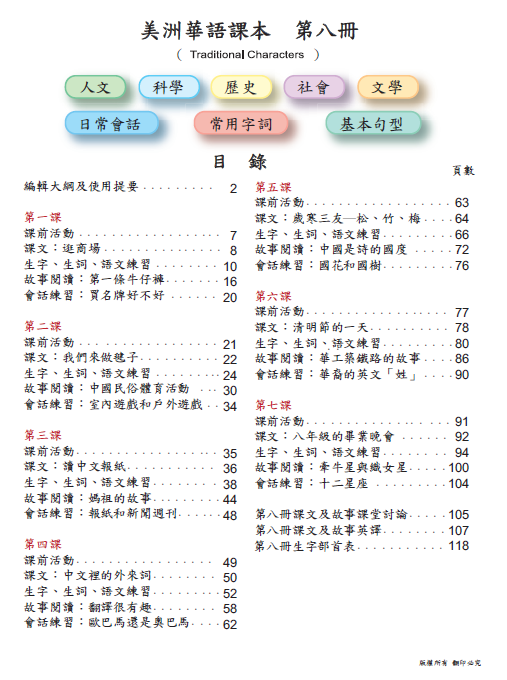 美洲華語課本 第八冊
( Traditional Characters )
人文 科學 歷史 社會 文學
日常會話 常用字詞 基本句型
目 錄
頁數
編輯大綱及使用提要 . . . . . . . . . 2
第一課
課前活動 . . . . . . . . . . . . . . . . 7
課文：逛商場 . . . . . . . . . . . . . 8
生字、生詞、語文練習 . . . . . . . . 10
故事閱讀：第一條牛仔褲 . . . . . . . 16
會話練習：買名牌好不好 . . . . . . 20
第二課
課前活動 . . . . . . . . . . . . . . . . 21
課文：我們來做毽子 . . . . . . . . . 22
生字、生詞、語文練習 . . . . . . . . 24
故事閱讀：中國民俗體育活動 . . . 30
會話練習：室內遊戲和戶外遊戲 . . 34
第三課
課前活動 . . . . . . . . . . . . . . . . 35
課文：讀中文報紙 . . . . . . . . . . 36
生字、生詞、語文練習 . . . . . . . . 38
故事閱讀：媽祖的故事 . . . . . . . . 44
會話練習：報紙和新聞週刊 . . . . . . 48
第四課
課前活動 . . . . . . . . . . . . . . . . 49
課文：中文裡的外來詞 . . . . . . . . 50
生字、生詞、語文練習 . . . . . . . . 52
故事閱讀：翻譯很有趣 . . . . . . . . 58
會話練習：歐巴馬還是奧巴馬 . . . . 62
第五課
課前活動 . . . . . . . . . . . . . . . . 63
課文：歲寒三友─松、竹、梅 . . . . 64
生字、生詞、語文練習 . . . . . . . . 66
故事閱讀：中國是詩的國度 . . . . . 72
會話練習：國花和國樹 . . . . . . . . 76
第六課
課前活動 . . . . . . . . . . . . . . . . 77
課文：清明節的一天 . . . . . . . . . 78
生字、生詞、語文練習 . . . . . . . . 80
故事閱讀：華工築鐵路的故事 . . . . 86
會話練習：華裔的英文「姓」 . . . . 90
第七課
課前活動 . . . . . . . . . . . . . . . . 91
課文：八年級的畢業晚會 . . . . . . 92
生字、生詞、語文練習 . . . . . . . . 94
故事閱讀：牽牛星與織女星 . . . . . 100
會話練習：十二星座 . . . . . . . . . 104
第八冊課文及故事課堂討論 . . . . . 105
第八冊課文及故事英譯 . . . . . . . . 107
第八冊生字部首表 . . . . . . . . . . . 118
版權所有 翻印必究